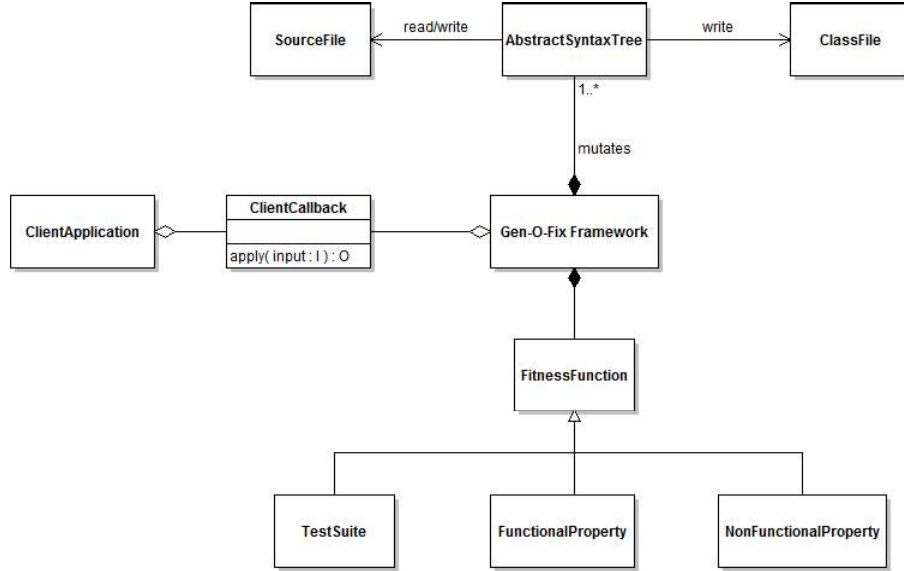 read/write
write
SourceFile
AbstractSyntaxTree
ClassFile
1..*
mutates
ClientCallback
ClientApplication
Gen-O-Fix Framework
apply( input : I ) : O
FitnessFunction
TestSuite
FunctionalProperty
NonFunctionalProperty